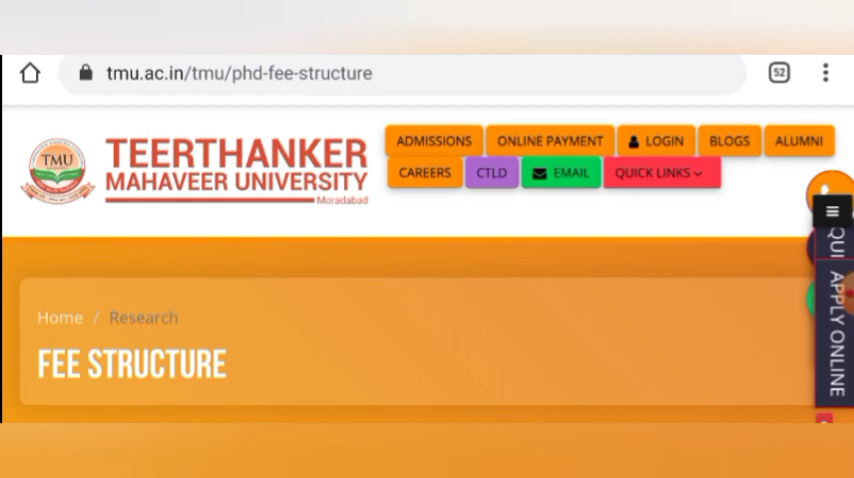 tmu.ac.in/tmu/phd-fee-structure
52
TMU
TEERTHANKER
MAHAVEER UNIVERSITY
Moradabad
ADMISSIONS
ONLINE PAYMENT
LOGIN
BLOGS
ALUMNI
CAREERS
CTLD
EMAIL
QUICK LINKS
QUI
APPLY ONLINE
Home / Research
FEE STRUCTURE